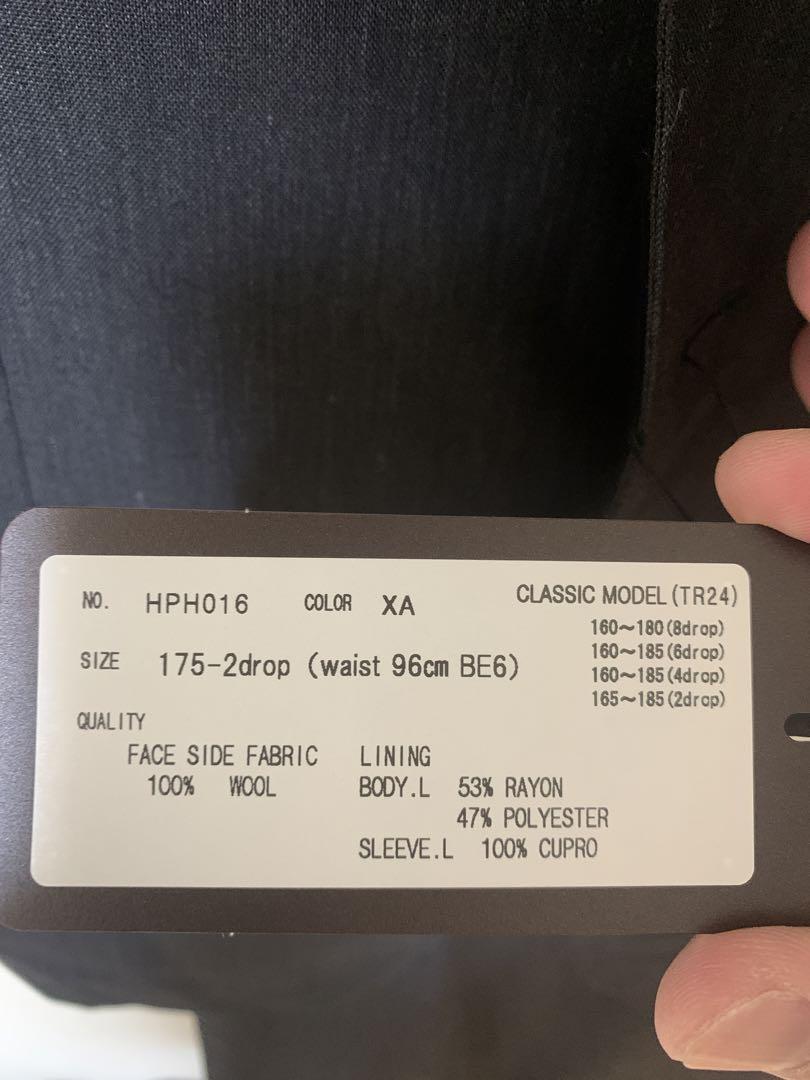 NO. HPH016 COLOR XA CLASSIC MODEL(TR24)
160~180(8drop)
160~185(6drop)
160~185(4drop)
165~185(2drop)
SIZE 175-2drop (waist 96cm BE6)
QUALITY
FACE SIDE FABRIC LINING
100% WOOL BODY.L 53% RAYON
47% POLYESTER
SLEEVE.L 100% CUPRO